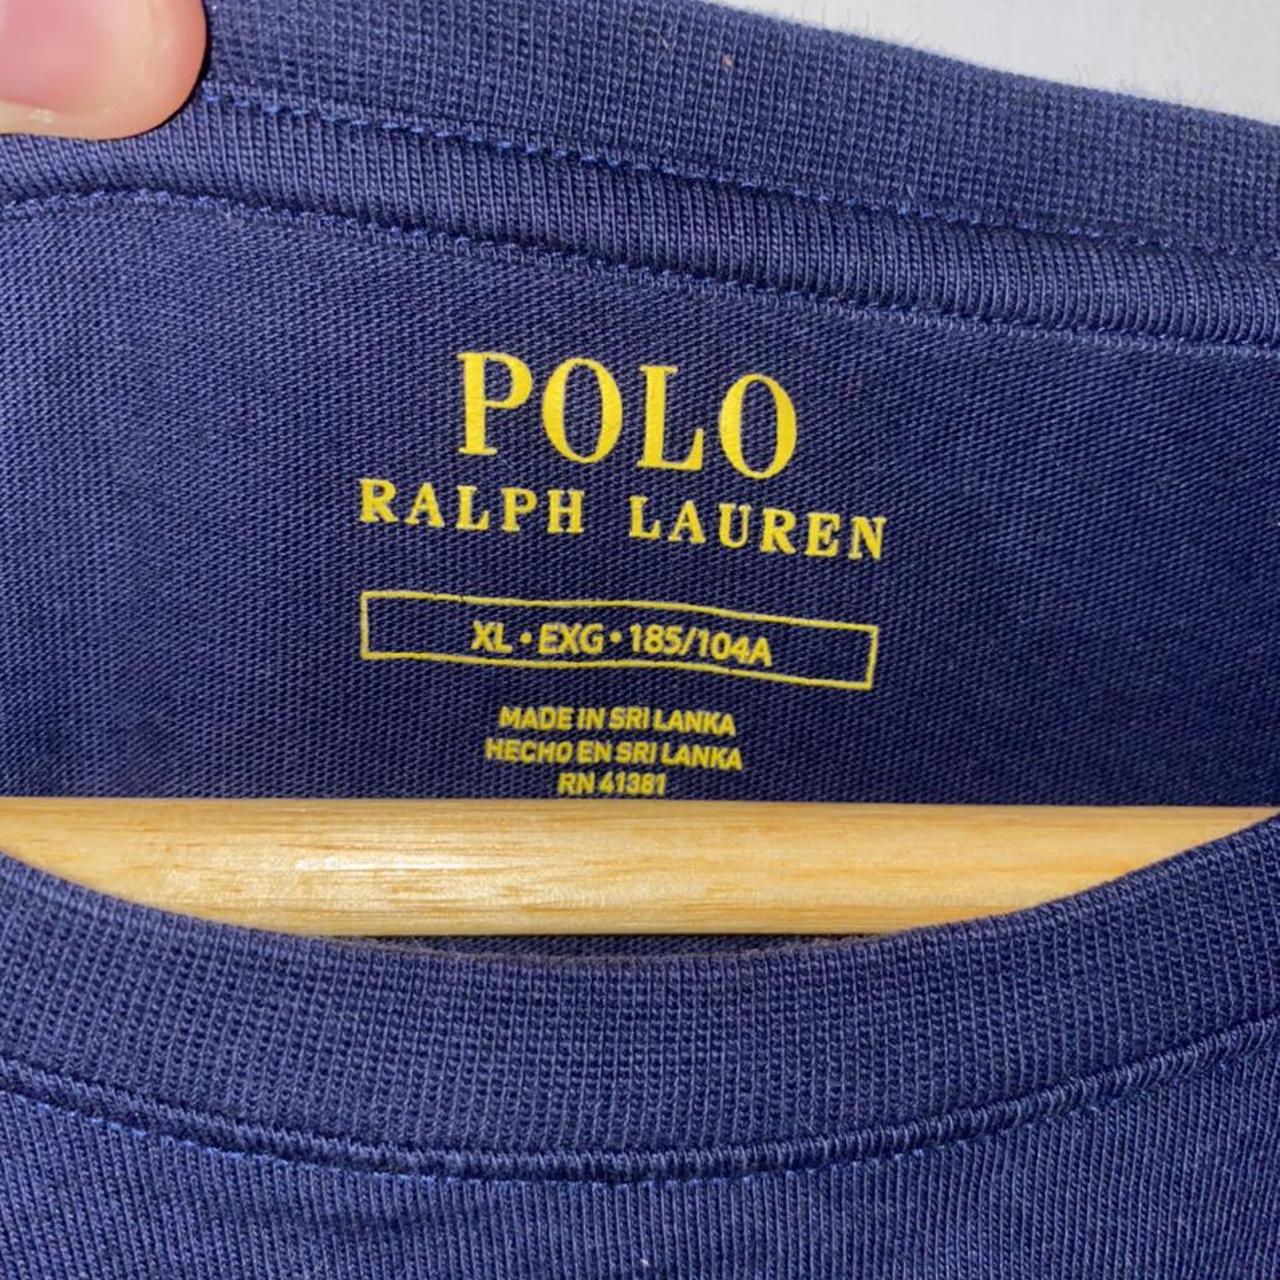 POLO
RALPH LAUREN
XL • EXG • 185/104A
MADE IN SRI LANKA
HECHO EN SRI LANKA
RN 41381